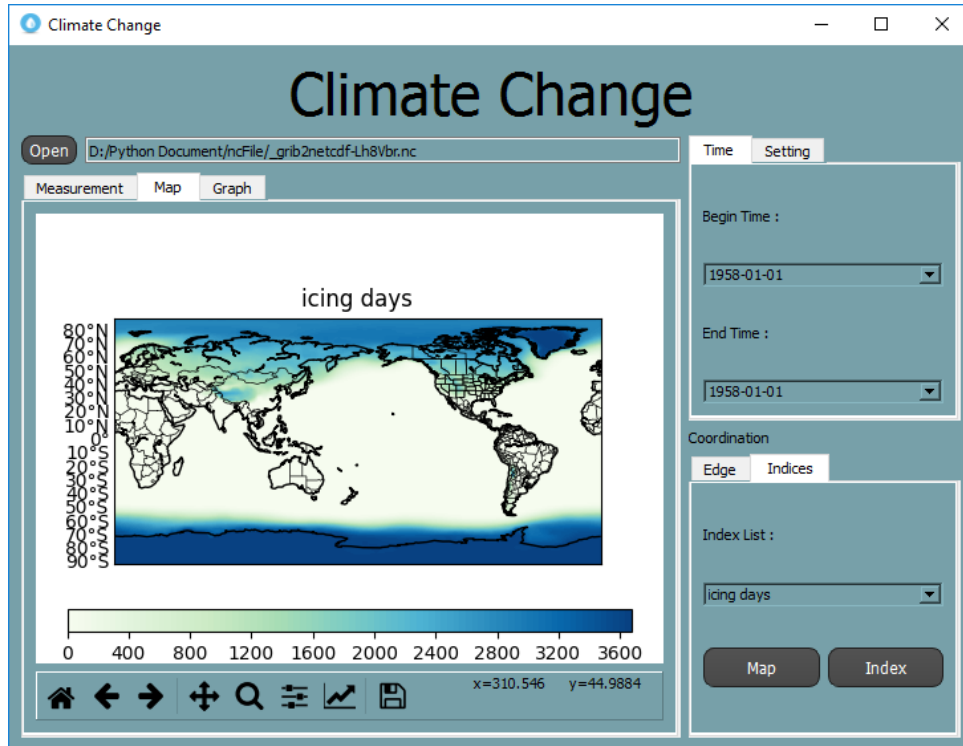 Climate Change
Climate Change
Open D:/Python Document/ncFile/_grib2netcdf-Lh8Vbr.nc
Measurement Map Graph
icing days
80°N
70°N
60°N
50°N
40°N
30°N
20°N
10°N
0°
10°S
20°S
30°S
40°S
50°S
60°S
70°S
80°S
90°S
0 400 800 1200 1600 2000 2400 2800 3200 3600
x=310.546 y=44.9884
Time Setting
Begin Time :
1958-01-01
End Time :
1958-01-01
Coordination
Edge Indices
Index List :
icing days
Map Index